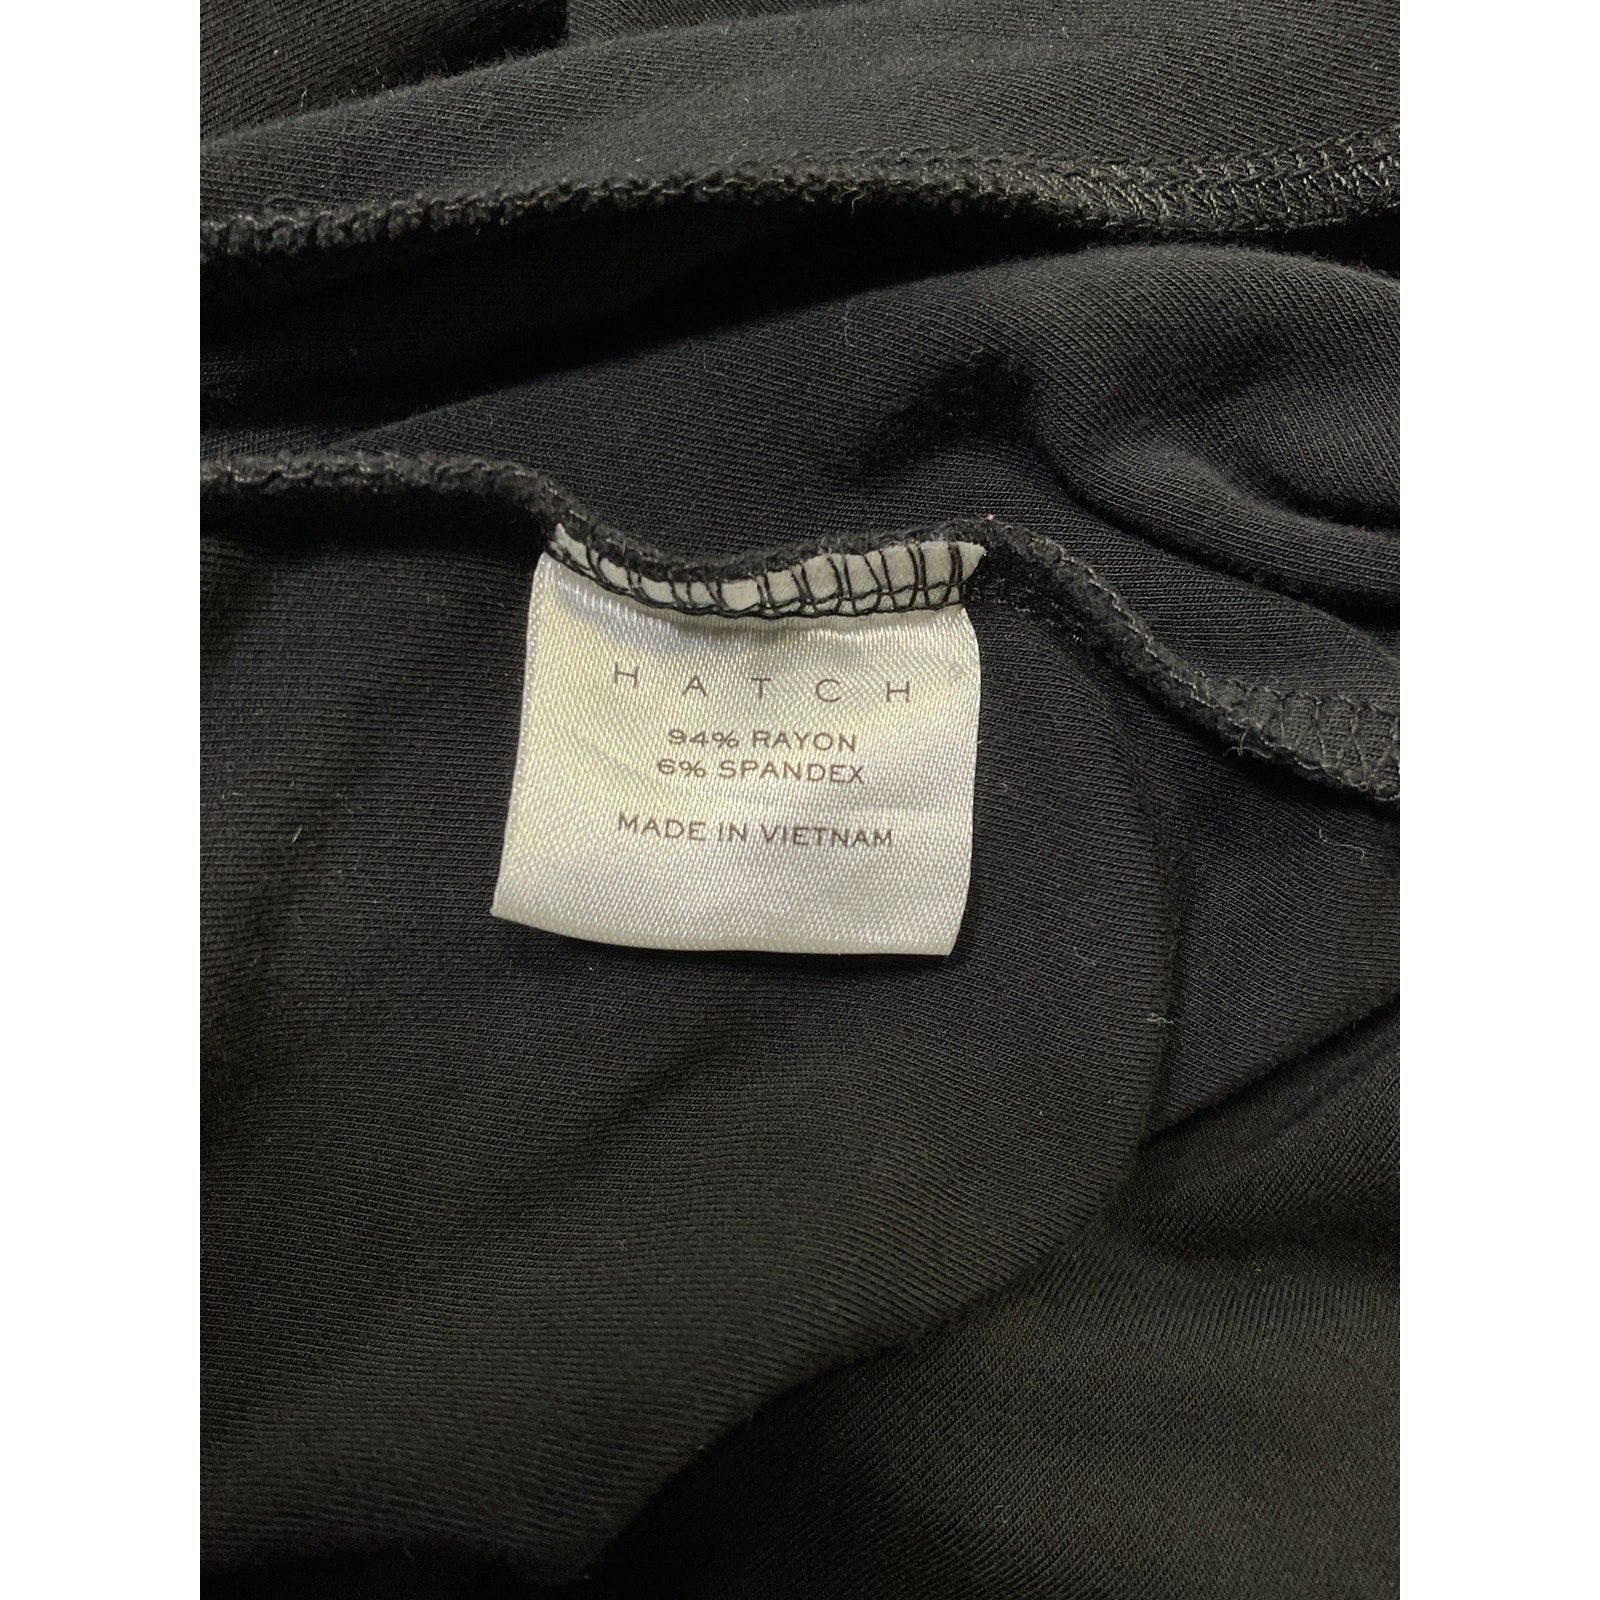 HATCH
94% RAYON
6% SPANDEX
MADE IN VIETNAM